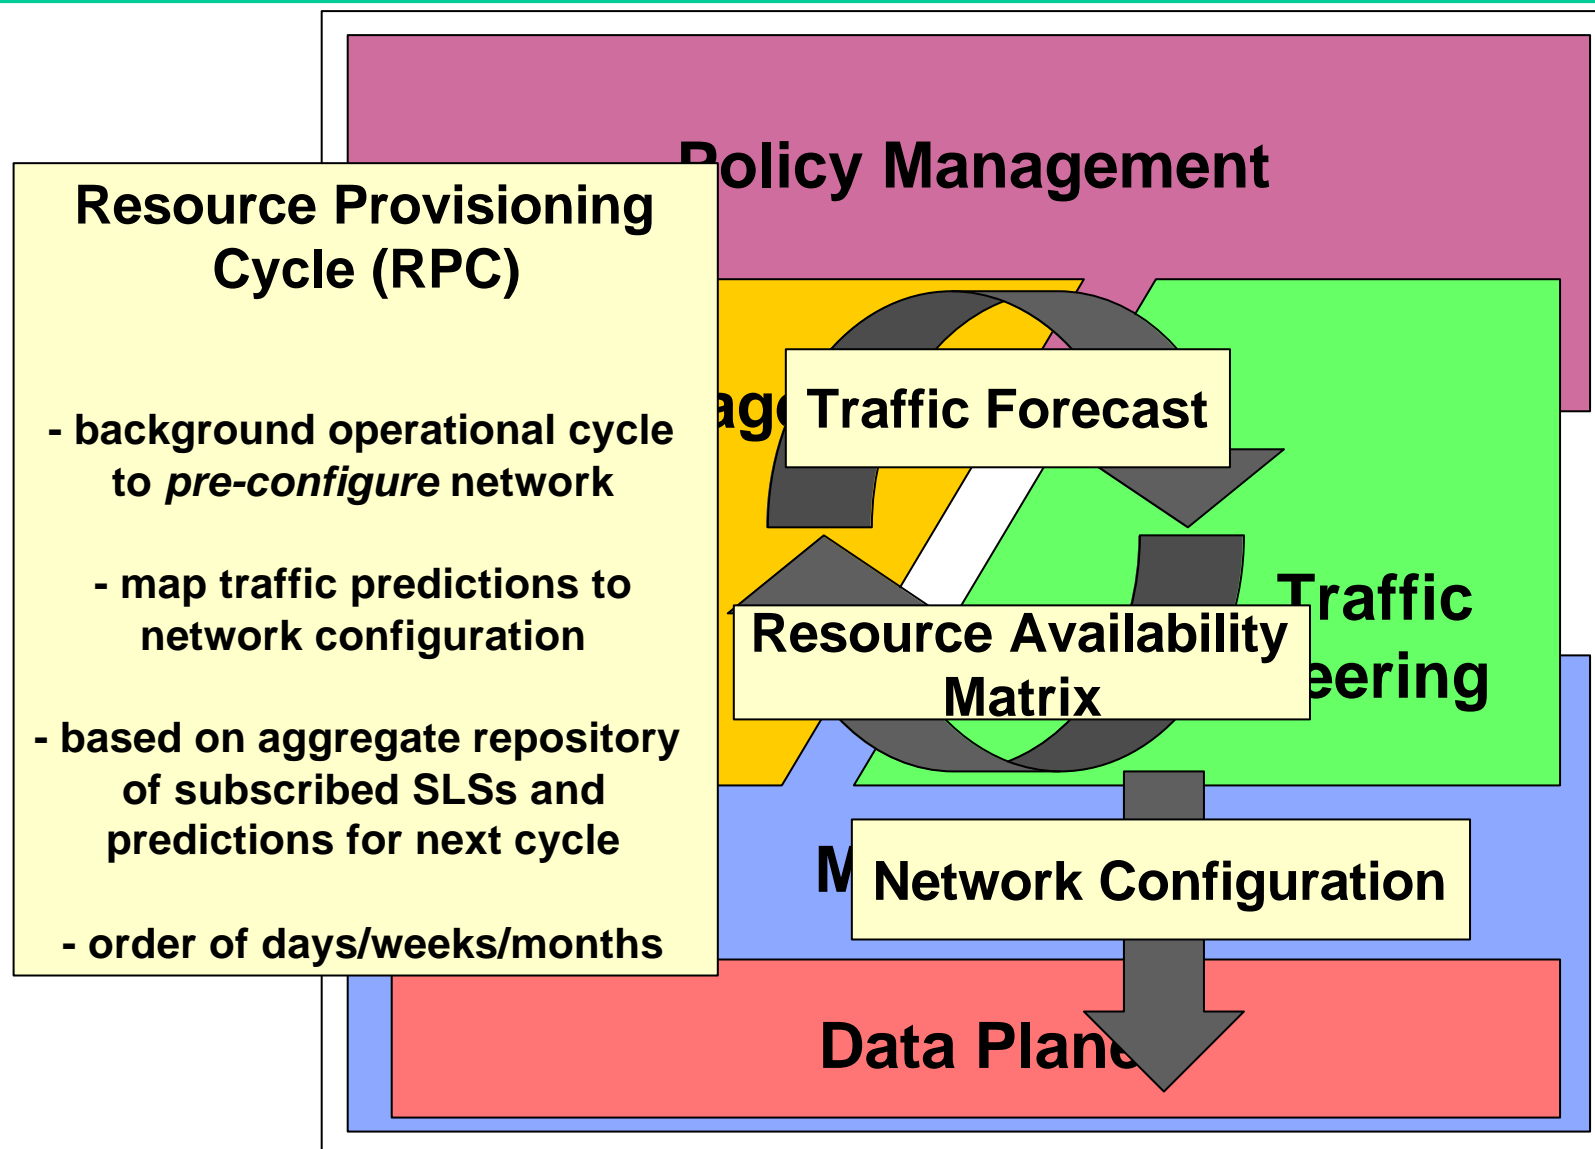 Policy Management
Resource Provisioning
Cycle (RPC)
- background operational cycle
to pre-configure network
- map traffic predictions to
network configuration
- based on aggregate repository
of subscribed SLSs and
predictions for next cycle
- order of days/weeks/months
Traffic Forecast
Traffic
Resource Availability
Matrix
Network Configuration
Data Plane